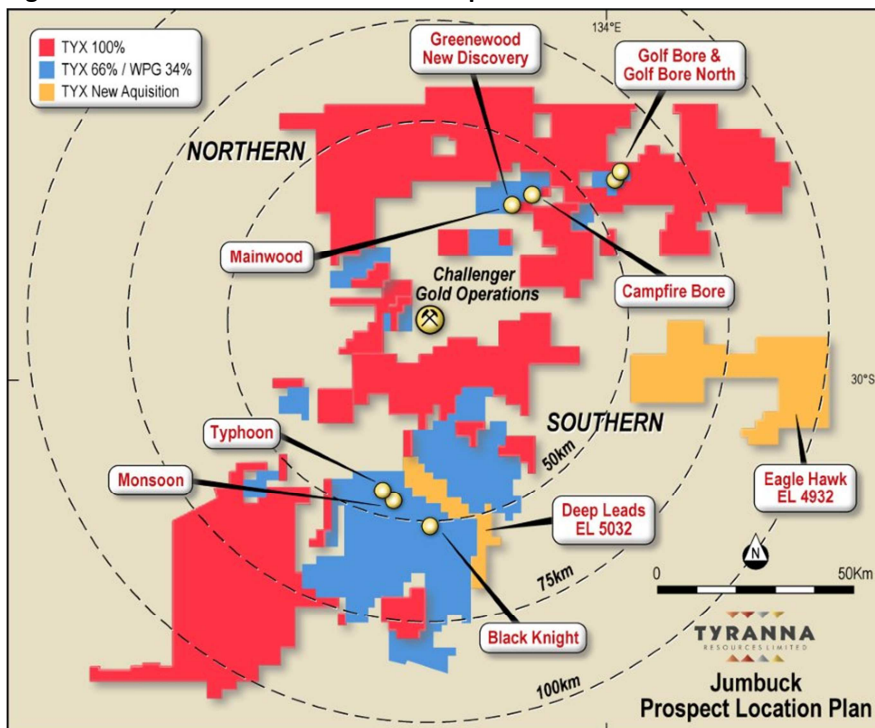 TYX 100%
TYX 66% / WPG 34%
TYX New Aquisition
134°E
Greenewood
New Discovery
Golf Bore &
Golf Bore North
NORTHERN
Mainwood
Challenger
Gold Operations
Campfire Bore
30°S
SOUTHERN
Typhoon
50km
Monsoon
Eagle Hawk
EL 4932
Deep Leads
EL 5032
N
75km
0
50Km
Black Knight
TYRANNA
RESOURCES LIMITED
100km
Jumbuck
Prospect Location Plan